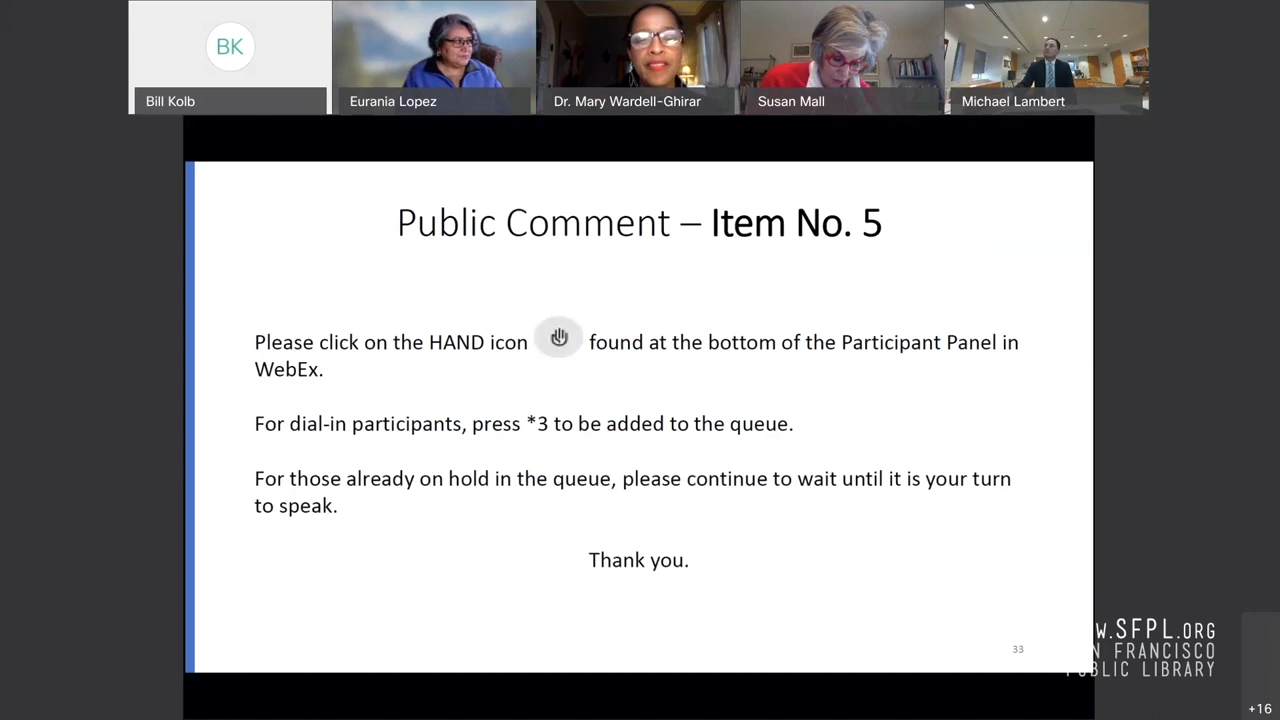 BK
Bill Kolb
Eurania Lopez
Dr. Mary Wardell-Ghirar
Susan Mall
Michael Lambert
Public Comment – Item No. 5
Please click on the HAND icon found at the bottom of the Participant Panel in
WebEx.
For dial-in participants, press *3 to be added to the queue.
For those already on hold in the queue, please continue to wait until it is your turn
to speak.
Thank you.
33
W.SFPL.ORG
N FRANCISCO
PUBLIC LIBRARY
+16